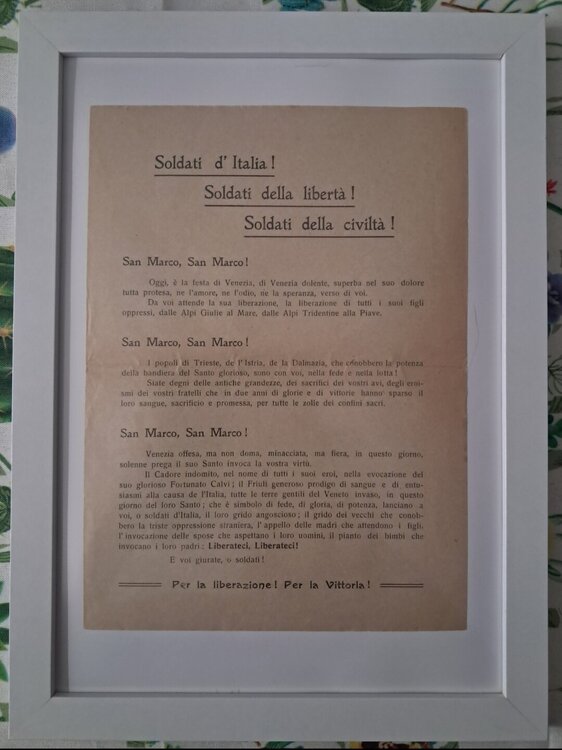 Soldati d' Italia !
Soldati della libertà !
Soldati della civiltà !
San Marco, San Marco !
Oggi, è la festa di Venezia, di Venezia dolente, superba nel suo dolore
tutta protesa, ne l'amore, ne l'odio, ne la speranza, verso di voi.
Da voi attende la sua liberazione, la liberazione di tutti i suoi figli
oppressi, dalle Alpi Giulie al Mare, dalle Alpi Tridentine alla Piave.
San Marco, San Marco !
I popoli di Trieste, de l'Istria, de la Dalmazia, che conobbero la potenza
della bandiera del Santo glorioso, sono con voi, nella fede e nella lotta !
Siate degni delle antiche grandezze, dei sacrifici dei vostri avi, degli eroi-
smi dei vostri fratelli che in due anni di glorie e di vittorie hanno sparso il
loro sangue, sacrificio e promessa, per tutte le zolle dei confini sacri.
San Marco, San Marco !
Venezia offesa, ma non doma, minacciata, ma fiera, in questo giorno,
solenne prega il suo Santo invoca la vostra virtù.
Il Cadore indomito, nel nome di tutti i suoi eroi, nella evocazione del
suo glorioso Fortunato Calvi ; il Friuli generoso prodigo di sangue e di entu-
siasmi alla causa de l'Italia, tutte le terre gentili del Veneto invaso, in questo
giorno del loro Santo ; che è simbolo di fede, di gloria, di potenza, lanciano a
voi, o soldati d'Italia, il loro grido angoscioso ; il grido dei vecchi che conob-
bero la triste oppressione straniera, l'appello delle madri che attendono i figli.
l'invocazione delle spose che aspettano i loro uomini, il pianto dei bimbi che
invocano i loro padri : Liberateci, Liberateci!
E voi giurate, o soldati !
Per la liberazione ! Per la Vittoria !